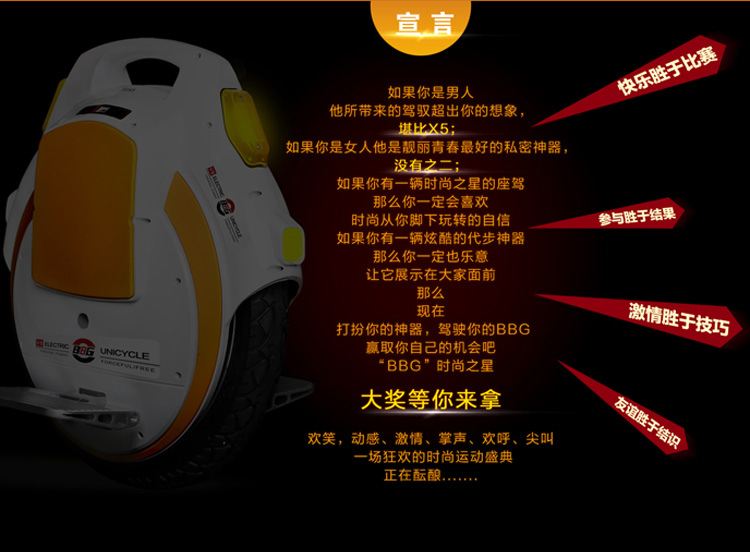 宣言
如果你是男人
他所带来的驾驭超出你的想象，
堪比X5；
如果你是女人他是靓丽青春最好的私密神器，
没有之二；
如果你有一辆时尚之星的座驾
那么你一定会喜欢
时尚从你脚下玩转的自信
如果你有一辆炫酷的代步神器
那么你一定也乐意
让它展示在大家面前
那么
现在
打扮你的神器，驾驶你的BBG
赢取你自己的机会吧
“BBG”时尚之星
大奖等你来拿
欢笑，动感、激情、掌声、欢呼、尖叫
一场狂欢的时尚运动盛典
正在酝酿.......
快乐胜于比赛
参与胜于结果
激情胜于技巧
友谊胜于结识
ELECTRIC BBG UNICYCLE
FORCEFUL/FREE
ELECTRIC
BBG
UNICYCLE